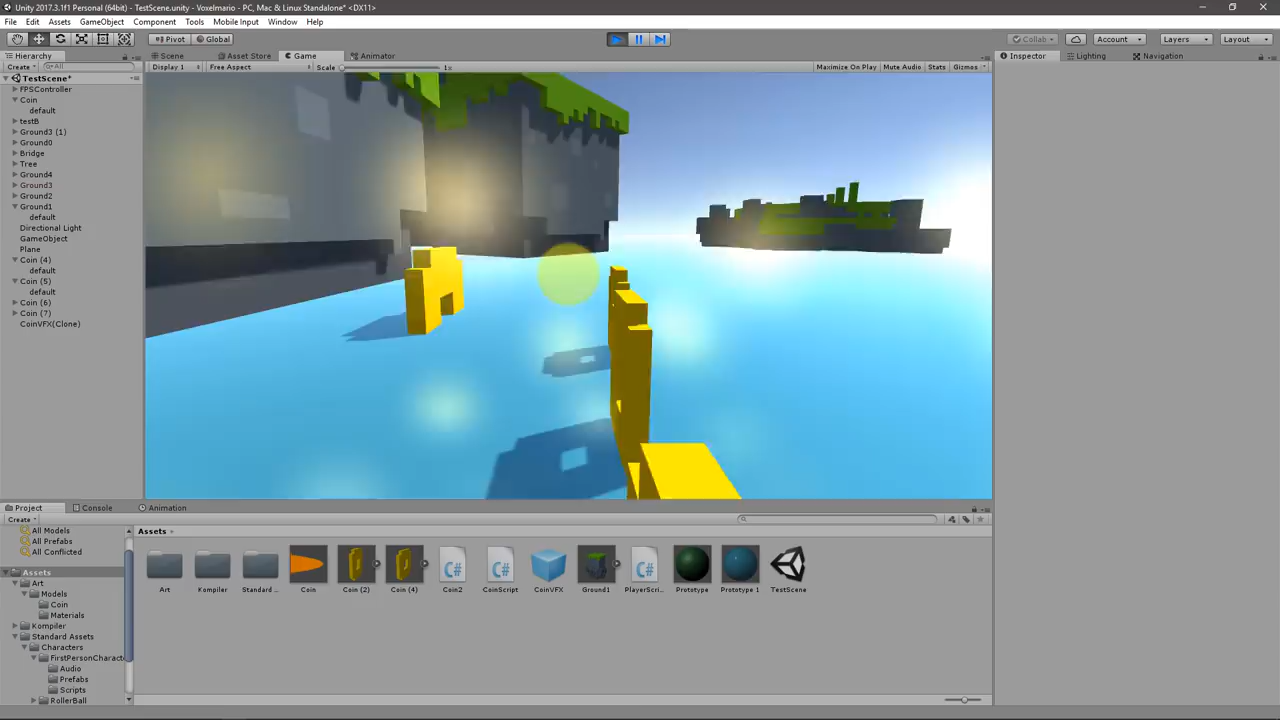 Unity 2017.3.1f1 Personal (64bit) - TestScene.unity - Voxelmario - PC, Mac & Linux Standalone* <DX11>
File Edit Assets GameObject Component Tools Mobile Input Window Help
Pivot Global Collab Account Layers Layout
Hierarchy Scene Asset Store Game Animator Inspector Lighting Navigation
Create All Display 1 Free Aspect Scale 1x Maximize On Play Mute Audio Stats Gizmos
TestScene*
FPSController
Coin
default
testB
Ground3 (1)
Ground0
Bridge
Tree
Ground4
Ground3
Ground2
Ground1
default
Directional Light
GameObject
Plane
Coin (4)
default
Coin (5)
default
Coin (6)
Coin (7)
CoinVFX(Clone)
Project Console Animation
Create
All Models
All Prefabs
All Conflicted
Assets
Art
Models
Coin
Materials
Kompiler
Standard Assets
Characters
FirstPersonCharact
Audio
Prefabs
Scripts
RollerBall
Assets
Art Kompiler Standard ... Coin Coin (2) Coin (4) Coin2 CoinScript CoinVFX Ground1 PlayerScri... Prototype Prototype 1 TestScene
C# C# C#